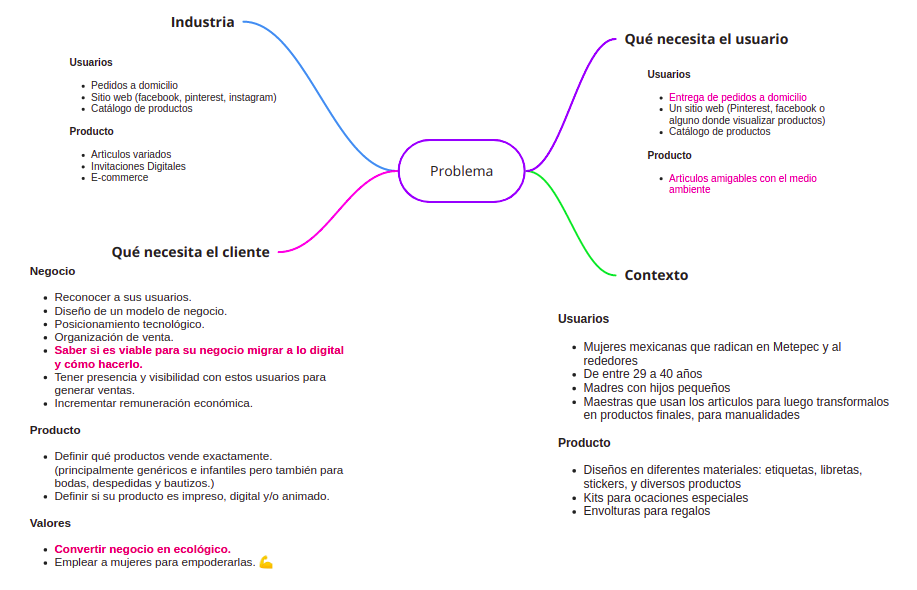 Industria
Usuarios
Pedidos a domicilio
Sitio web (facebook, pinterest, instagram)
Catálogo de productos
Producto
Artìculos variados
Invitaciones Digitales
E-commerce
Problema
Qué necesita el usuario
Usuarios
Entrega de pedidos a domicilio
Un sitio web (Pinterest, facebook o
alguno donde visualizar productos)
Catálogo de productos
Producto
Artìculos amigables con el medio
ambiente
Qué necesita el cliente
Negocio
Reconocer a sus usuarios.
Diseño de un modelo de negocio.
Posicionamiento tecnológico.
Organización de venta.
Saber si es viable para su negocio migrar a lo digital
y cómo hacerlo.
Tener presencia y visibilidad con estos usuarios para
generar ventas.
Incrementar remuneración económica.
Producto
Definir qué productos vende exactamente.
(principalmente genéricos e infantiles pero también para
bodas, despedidas y bautizos.)
Definir si su producto es impreso, digital y/o animado.
Valores
Convertir negocio en ecológico.
Emplear a mujeres para empoderarlas. 💪
Contexto
Usuarios
Mujeres mexicanas que radican en Metepec y al
rededores
De entre 29 a 40 años
Madres con hijos pequeños
Maestras que usan los artìculos para luego transformalos
en productos finales, para manualidades
Producto
Diseños en diferentes materiales: etiquetas, libretas,
stickers, y diversos productos
Kits para ocaciones especiales
Envolturas para regalos